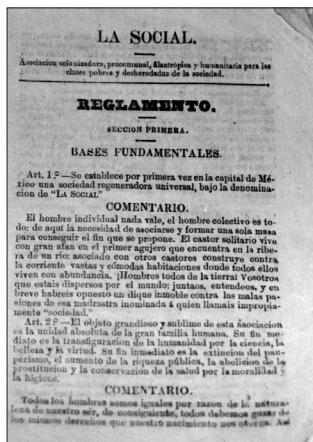 LA SOCIAL.
Asociacion colonizadora, procomunal, filantrópica y humanitaria para las
clases pobres y desheredadas de la sociedad.
REGLAMENTO.
SECCION PRIMERA.
BASES FUNDAMENTALES.
Art. 1.º—Se establece por primera vez en la capital de Mé-
xico una sociedad regeneradora universal, bajo la denomina-
cion de "LA SOCIAL"
COMENTARIO.
El hombre individual nada vale, el hombre colectivo es to-
do: de aquí la necesidad de asociarse y formar una sola masa
para conseguir el fin que se propone. El castor solitario vive
con gran afan en el primer agujero que encuentra en la ribe-
ra de un rio: asociado con otros castores construye contra
la corriente vastas y cómodas habitaciones donde todos ellos
viven con abundancia. ¡Hombres todos de la tierra! Vosotros
que estais dispersos por el mundo: juntaos, entendeos, y en
breve habreis opuesto un dique inmoble contra las malas pa-
siones de esa madrastra inominada á quien llamais impropia-
mente "sociedad."
Art. 2.º—El objeto grandioso y sublime de esta asociacion
es la unidad absoluta de la gran familia humana. Su fin me-
diato es la transfiguracion de la humanidad por la ciencia, la
belleza y la virtud. Su fin inmediato es la extincion del pau-
perismo, el aumento de la riqueza pública, la abolicion de la
prostitucion y la conservacion de la salud por la moralidad y
la higiene.
COMENTARIO.
Todos los hombres somos iguales por razon de la natura-
leza de nuestro sér, de consiguiente, todos debemos gozar de
los mismos derechos que nuestro nacimiento nos otorga. Así